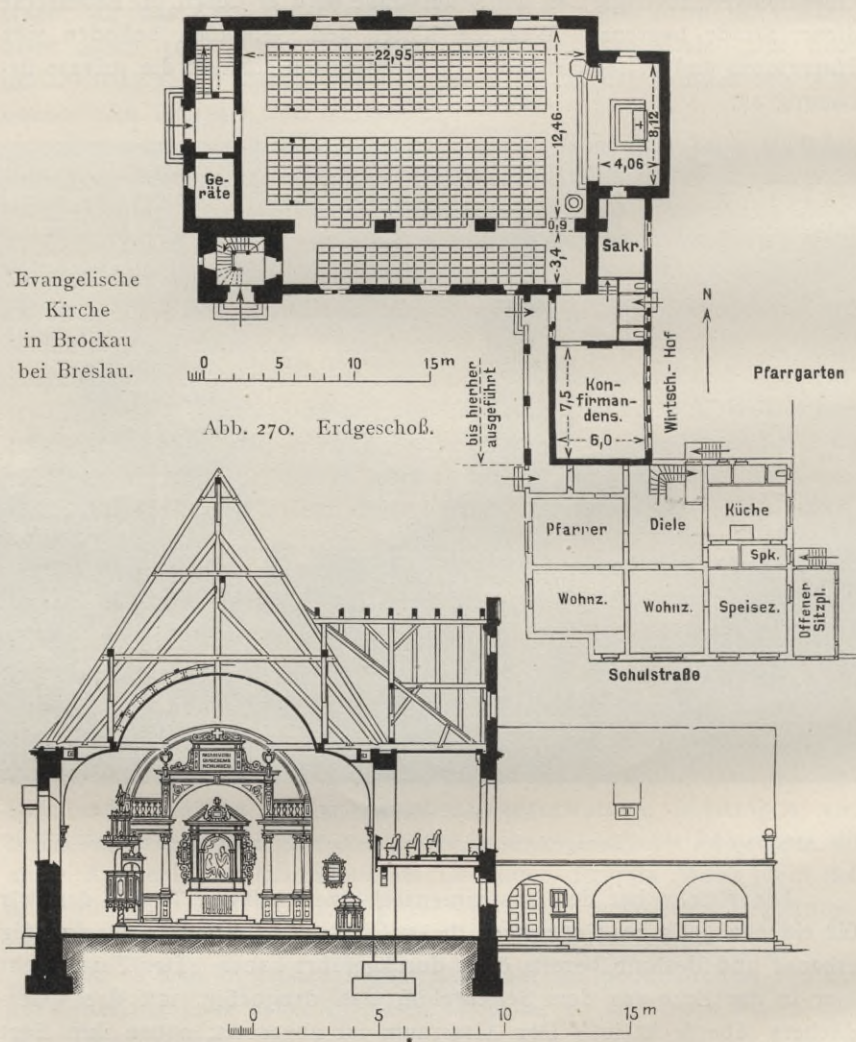 22,95
12,46
8,12
4,06
Ge-
räte
0,9
3,4
Sakr.
Evangelische
Kirche
in Brockau
bei Breslau.
N
0 5 10 15 m
Abb. 270. Erdgeschoß.
bis hierher
ausgeführt
7,5
Kon-
firman-
dens.
6,0
Wirtsch.-Hof
Pfarrgarten
Pfarrer
Diele
Küche
Spk.
Wohnz.
Wohnz.
Speisez.
Offener
Sitzpl.
Schulstraße
0 5 10 15 m